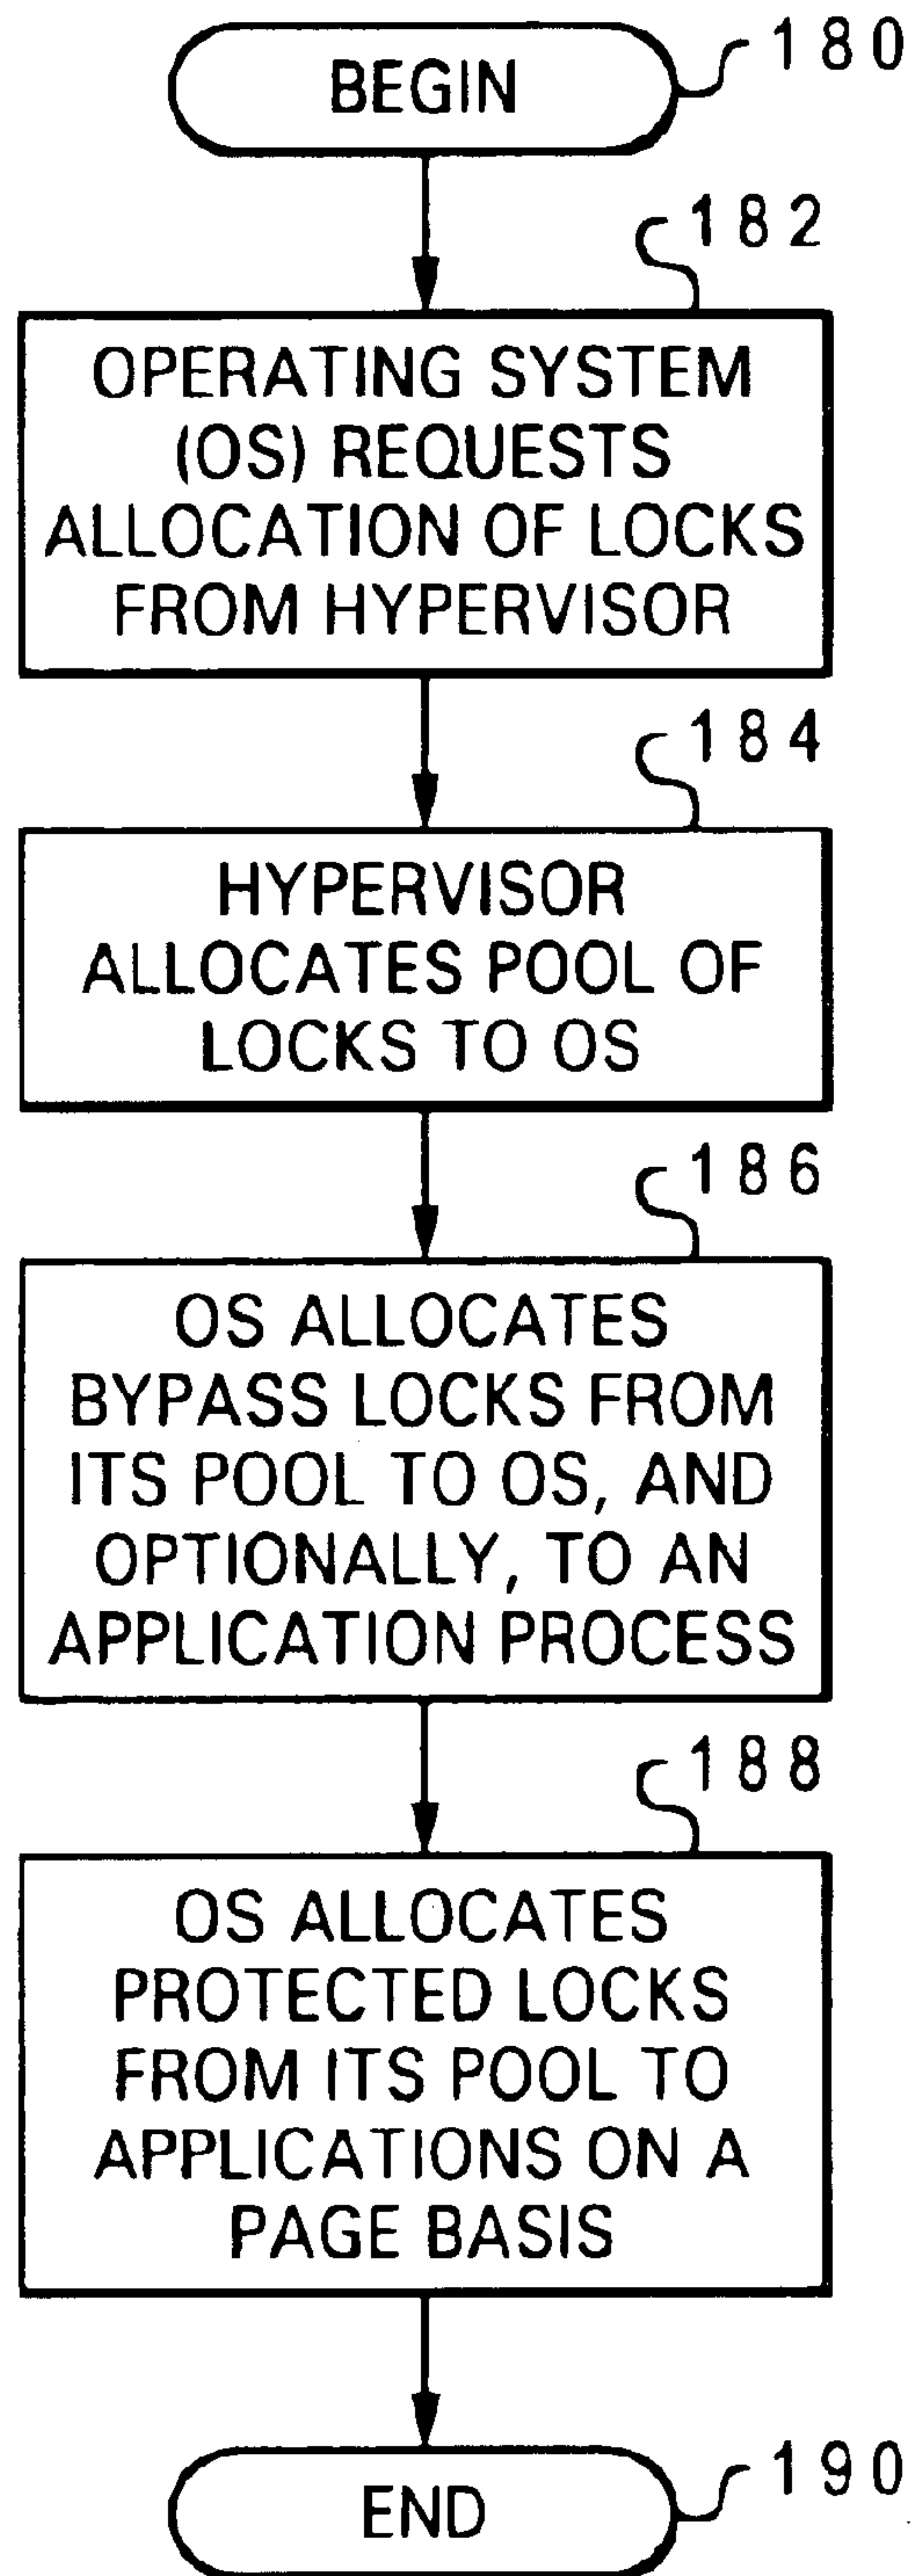 BEGIN
180
182
OPERATING SYSTEM
(OS) REQUESTS
ALLOCATION OF LOCKS
FROM HYPERVISOR
184
HYPERVISOR
ALLOCATES POOL OF
LOCKS TO OS
186
OS ALLOCATES
BYPASS LOCKS FROM
ITS POOL TO OS, AND
OPTIONALLY, TO AN
APPLICATION PROCESS
188
OS ALLOCATES
PROTECTED LOCKS
FROM ITS POOL TO
APPLICATIONS ON A
PAGE BASIS
END
190